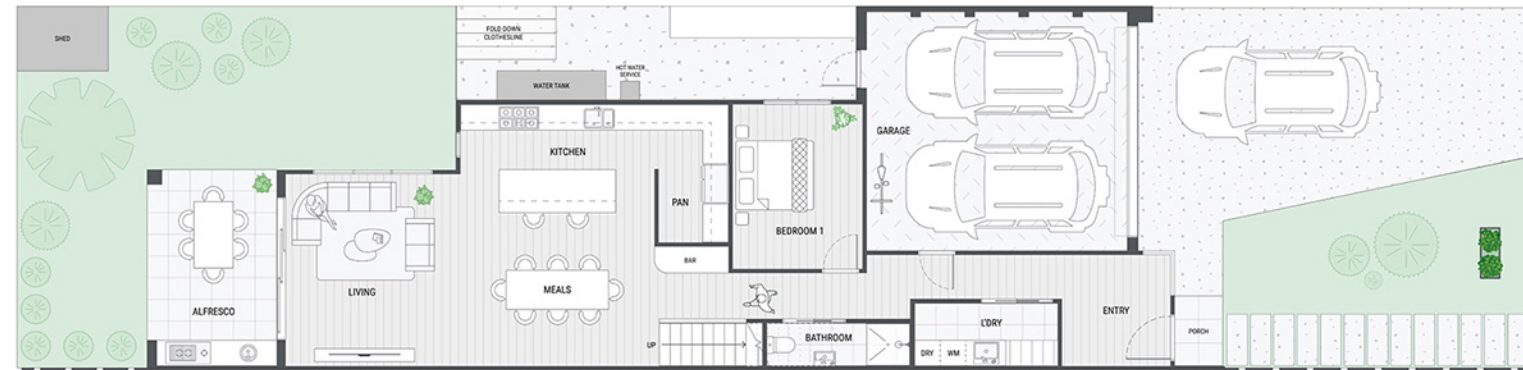 SHED
FOLD DOWN
CLOTHESLINE
WATER TANK
HOT WATER
SERVICE
GARAGE
KITCHEN
PAN
BEDROOM 1
BAR
LIVING
MEALS
ALFRESCO
UP
BATHROOM
L'DRY
DRY
WM
ENTRY
PORCH